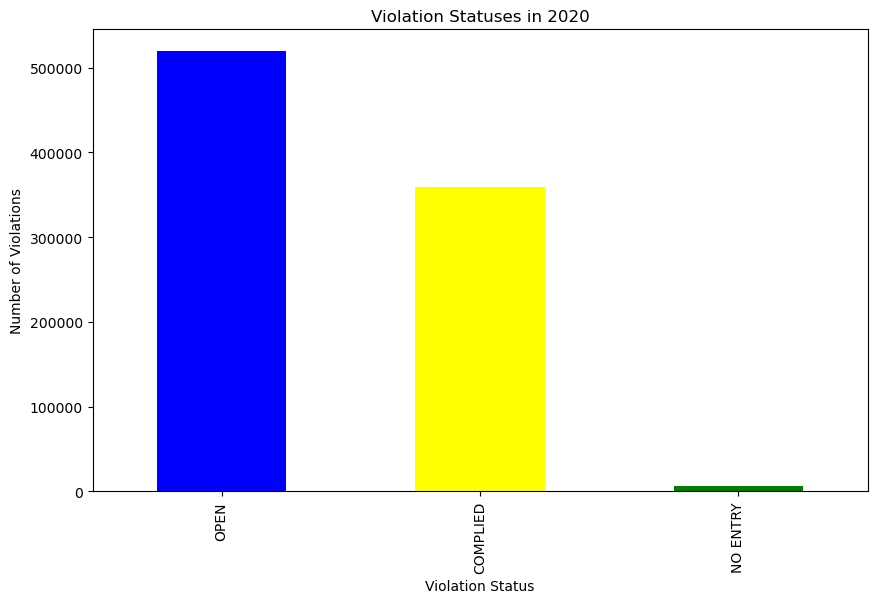 Violation Statuses in 2020
Number of Violations
500000
400000
300000
200000
100000
0
OPEN
COMPLIED
NO ENTRY
Violation Status